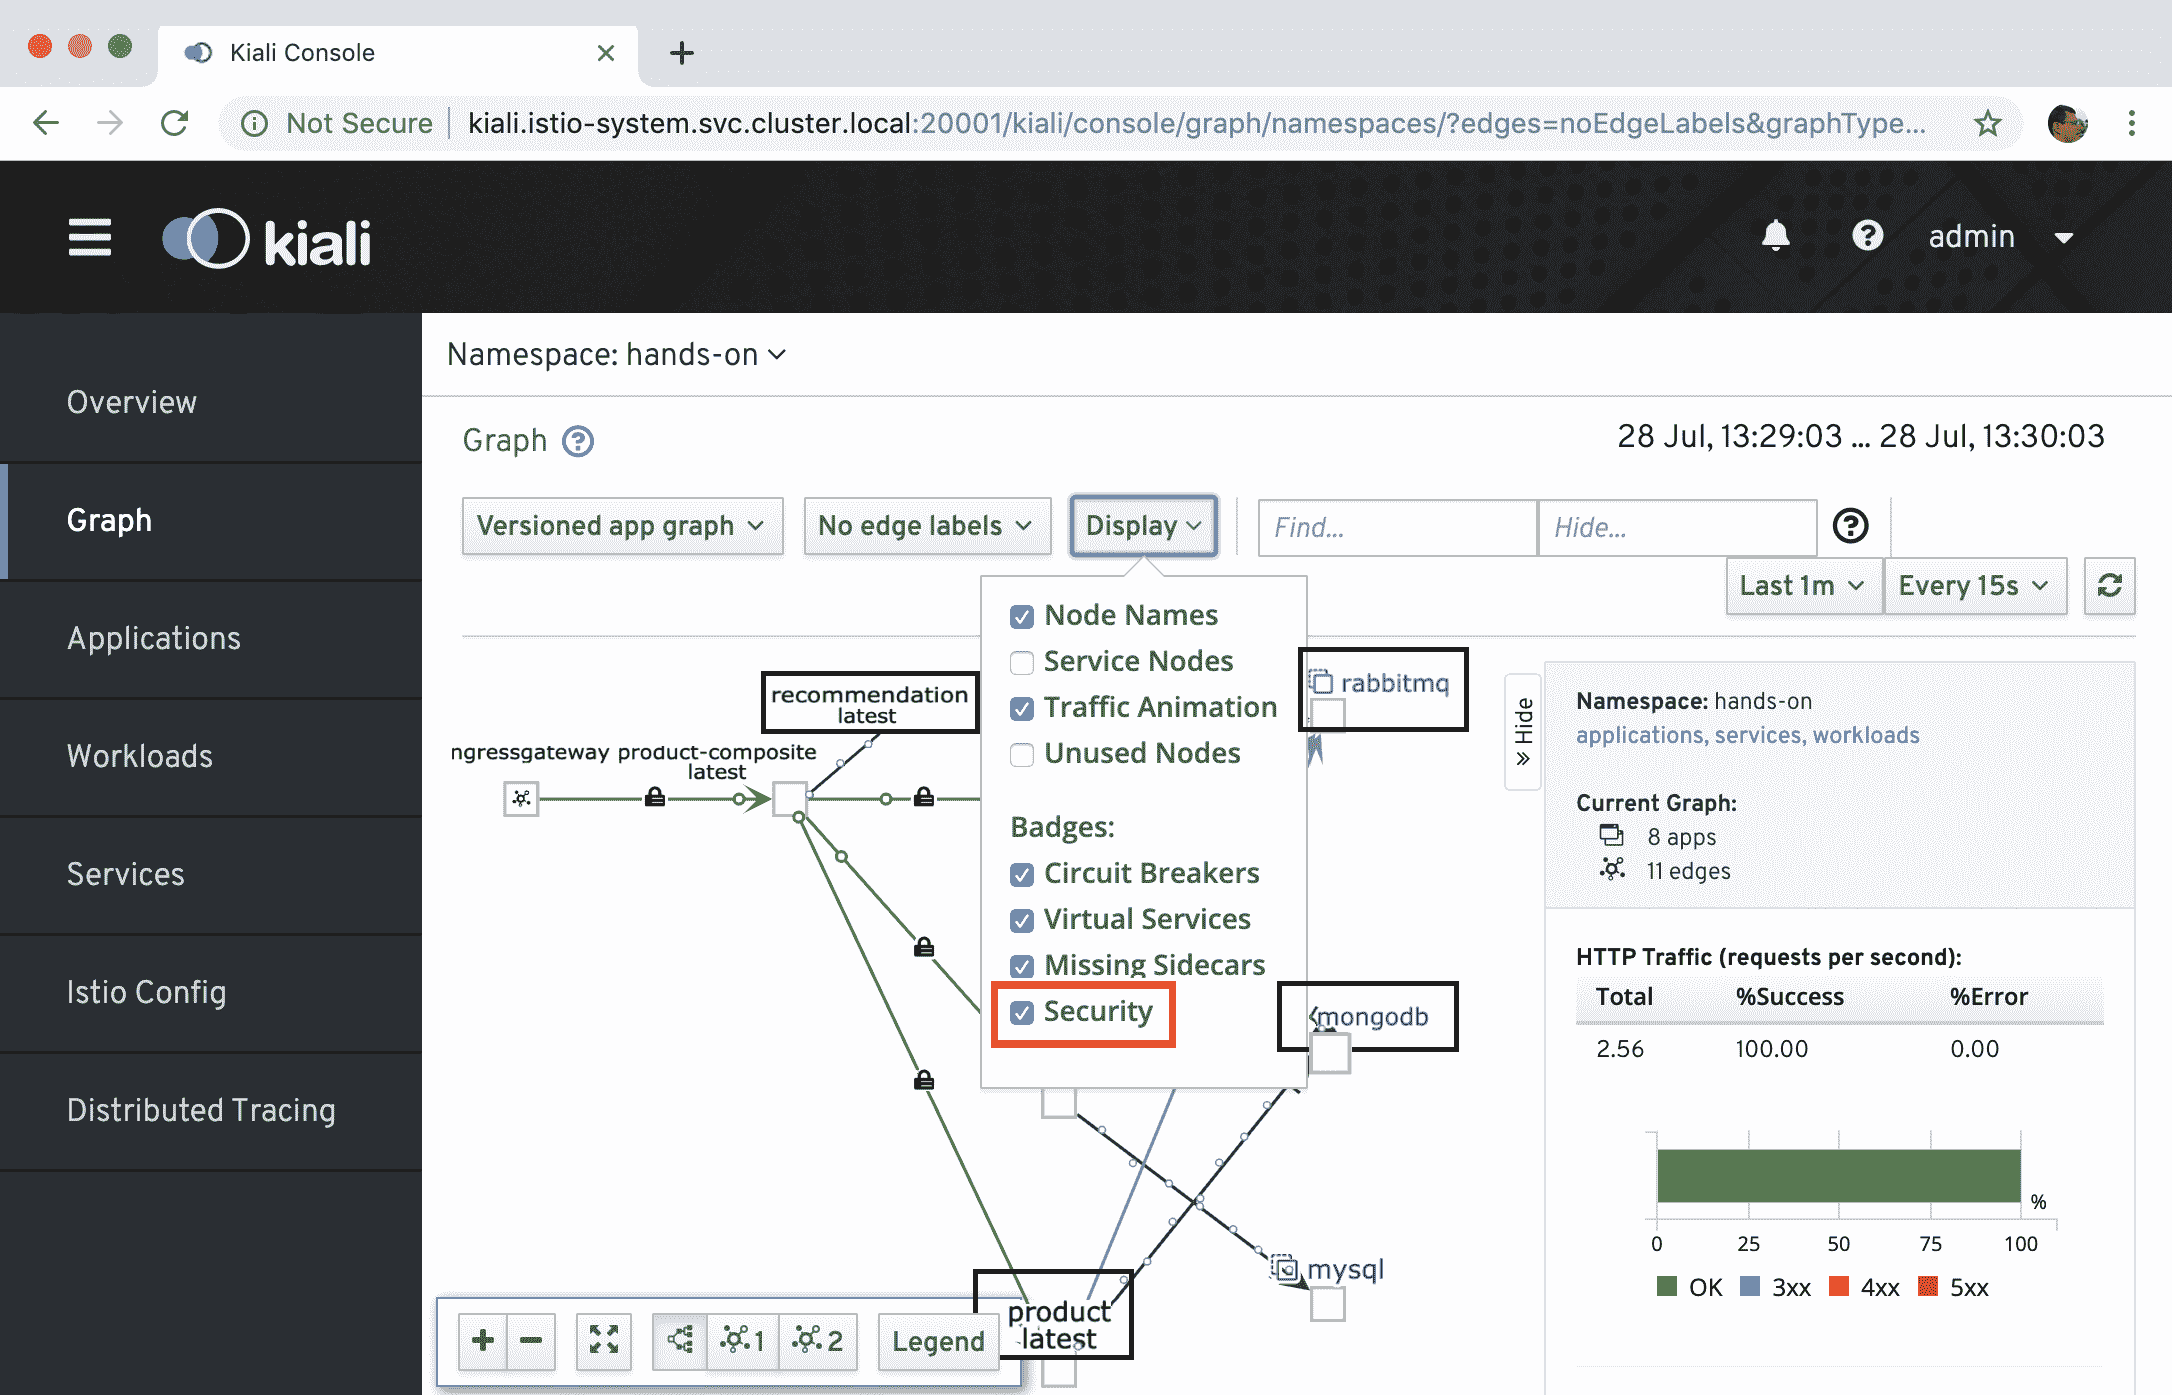 Kiali Console
Not Secure kiali.istio-system.svc.cluster.local:20001/kiali/console/graph/namespaces/?edges=noEdgeLabels&graphType...
kiali
admin
Namespace: hands-on
Overview
Graph
Applications
Workloads
Services
Istio Config
Distributed Tracing
Graph
28 Jul, 13:29:03 ... 28 Jul, 13:30:03
Versioned app graph
No edge labels
Display
Find...
Hide...
Last 1m
Every 15s
Node Names
Service Nodes
Traffic Animation
Unused Nodes
Badges:
Circuit Breakers
Virtual Services
Missing Sidecars
Security
recommendation
latest
ngressgateway
product-composite
latest
rabbitmq
mongodb
mysql
product
latest
1
2
Legend
Hide
Namespace: hands-on
applications, services, workloads
Current Graph:
8 apps
11 edges
HTTP Traffic (requests per second):
Total %Success %Error
2.56 100.00 0.00
%
0 25 50 75 100
OK 3xx 4xx 5xx